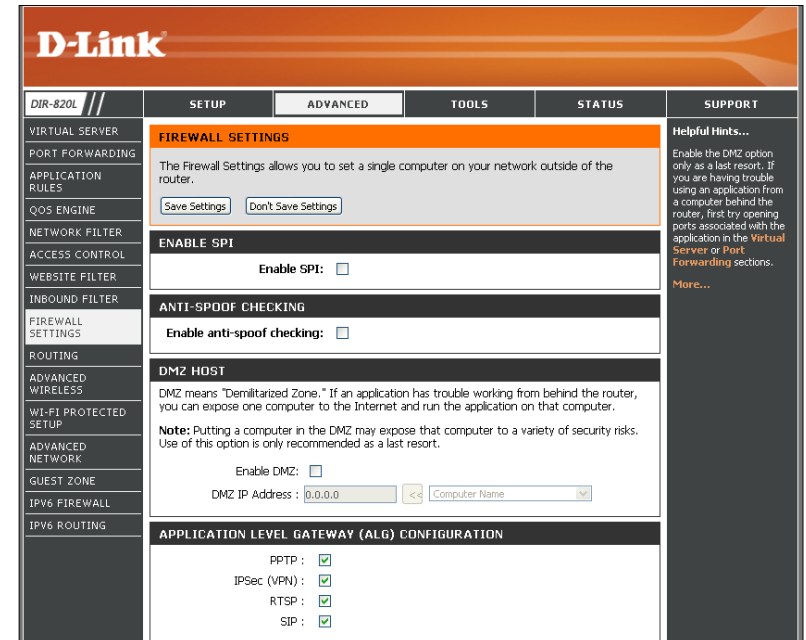 D-Link
DIR-820L
SETUP
ADVANCED
TOOLS
STATUS
SUPPORT
VIRTUAL SERVER
PORT FORWARDING
APPLICATION
RULES
QOS ENGINE
NETWORK FILTER
ACCESS CONTROL
WEBSITE FILTER
INBOUND FILTER
FIREWALL
SETTINGS
ROUTING
ADVANCED
WIRELESS
WI-FI PROTECTED
SETUP
ADVANCED
NETWORK
GUEST ZONE
IPV6 FIREWALL
IPV6 ROUTING
FIREWALL SETTINGS
The Firewall Settings allows you to set a single computer on your network outside of the
router.
Save Settings
Don't Save Settings
ENABLE SPI
Enable SPI:
ANTI-SPOOF CHECKING
Enable anti-spoof checking:
DMZ HOST
DMZ means "Demilitarized Zone." If an application has trouble working from behind the router,
you can expose one computer to the Internet and run the application on that computer.
Note: Putting a computer in the DMZ may expose that computer to a variety of security risks.
Use of this option is only recommended as a last resort.
Enable DMZ:
DMZ IP Address : 0.0.0.0 << Computer Name
APPLICATION LEVEL GATEWAY (ALG) CONFIGURATION
PPTP :
IPSec (VPN) :
RTSP :
SIP :
Helpful Hints...
Enable the DMZ option
only as a last resort. If
you are having trouble
using an application from
a computer behind the
router, first try opening
ports associated with the
application in the Virtual
Server or Port
Forwarding sections.
More...